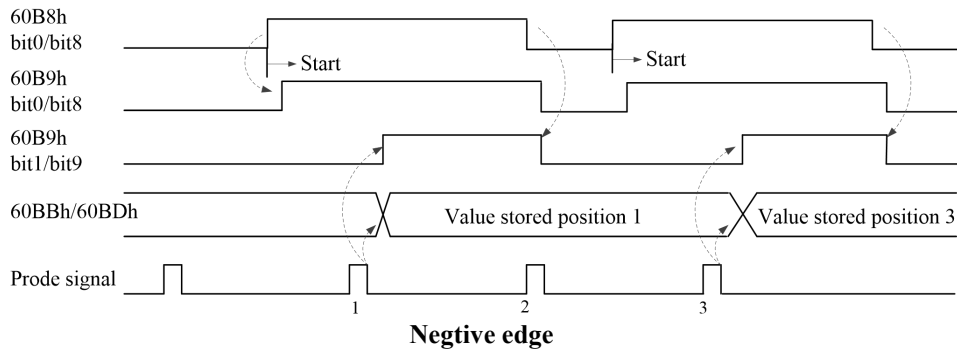 60B8h
bit0/bit8
Start
Start
60B9h
bit0/bit8
60B9h
bit1/bit9
60BBh/60BDh
Value stored position 1
Value stored position 3
Prode signal
1
2
3
Negtive edge